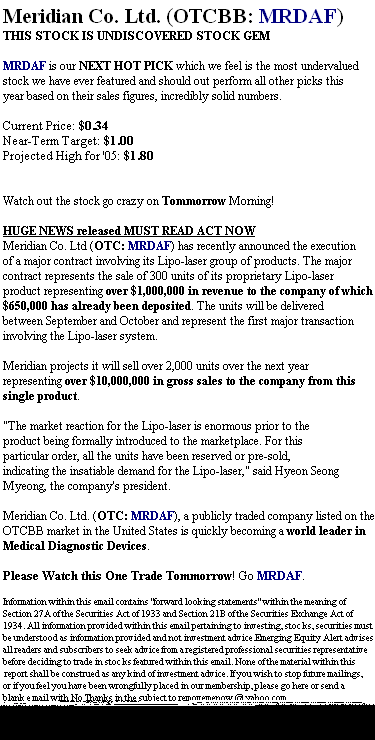 Meridian Co. Ltd. (OTCBB: MRDAF)
THIS STOCK IS UNDISCOVERED STOCK GEM
MRDAF is our NEXT HOT PICK which we feel is the most undervalued
stock we have ever featured and should out perform all other picks this
year based on their sales figures, incredibly solid numbers.
Current Price: $0.34
Near-Term Target: $1.00
Projected High for '05: $1.80
Watch out the stock go crazy on Tommorrow Morning!
HUGE NEWS released MUST READ ACT NOW
Meridian Co. Ltd (OTC: MRDAF) has recently announced the execution
of a major contract involving its Lipo-laser group of products. The major
contract represents the sale of 300 units of its proprietary Lipo-laser
product representing over $1,000,000 in revenue to the company of which
$650,000 has already been deposited. The units will be delivered
between September and October and represent the first major transaction
involving the Lipo-laser system.
Meridian projects it will sell over 2,000 units over the next year
representing over $10,000,000 in gross sales to the company from this
single product.
"The market reaction for the Lipo-laser is enormous prior to the
product being formally introduced to the marketplace. For this
particular order, all the units have been reserved or pre-sold,
indicating the insatiable demand for the Lipo-laser," said Hyeon Seong
Myeong, the company's president.
Meridian Co. Ltd. (OTC: MRDAF), a publicly traded company listed on the
OTCBB market in the United States is quickly becoming a world leader in
Medical Diagnostic Devices.
Please Watch this One Trade Tommorrow! Go MRDAF.
Information within this email contains "forward looking statements" within the meaning of
Section 27A of the Securities Act of 1933 and Section 21B of the Securities Exchange Act of
1934. All information provided within this email pertaining to investing, stocks, securities must
be understood as information provided and not investment advice. Emerging Equity Alert advises
all readers and subscribers to seek advice from a registered professional securities representative
before deciding to trade in stocks featured within this email. None of the material within this
report shall be construed as any kind of investment advice. If you wish to stop future mailings,
or if you feel you have been wrongfully placed in our membership, please go here or send a
blank e mail with No Thanks in the subject to